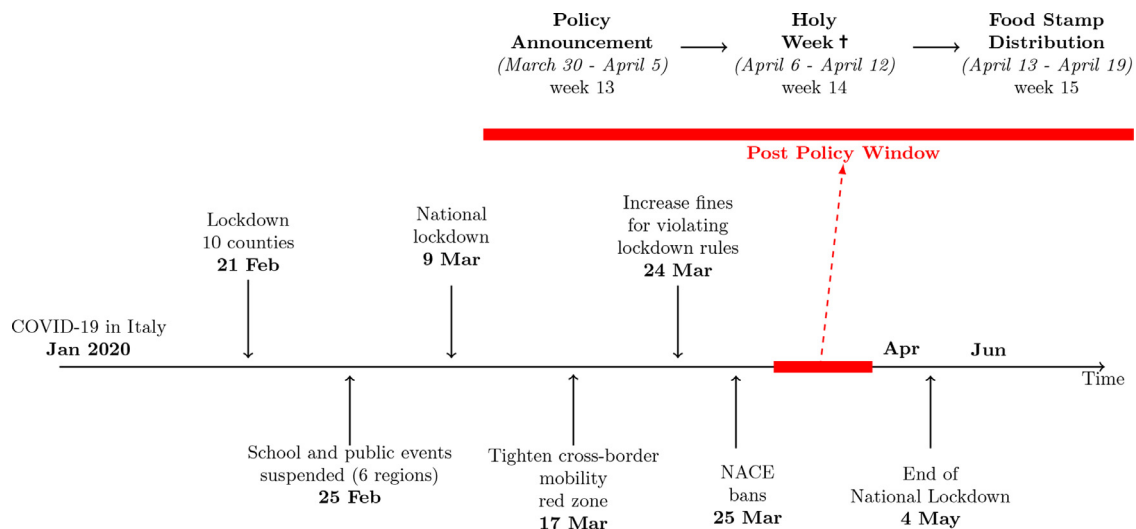 Policy
Announcement
(March 30 - April 5)
week 13
Holy
Week ✝
(April 6 - April 12)
week 14
Food Stamp
Distribution
(April 13 - April 19)
week 15
Post Policy Window
COVID-19 in Italy
Jan 2020
Lockdown
10 counties
21 Feb
National
lockdown
9 Mar
Increase fines
for violating
lockdown rules
24 Mar
Apr
Jun
Time
School and public events
suspended (6 regions)
25 Feb
Tighten cross-border
mobility
red zone
17 Mar
NACE
bans
25 Mar
End of
National Lockdown
4 May